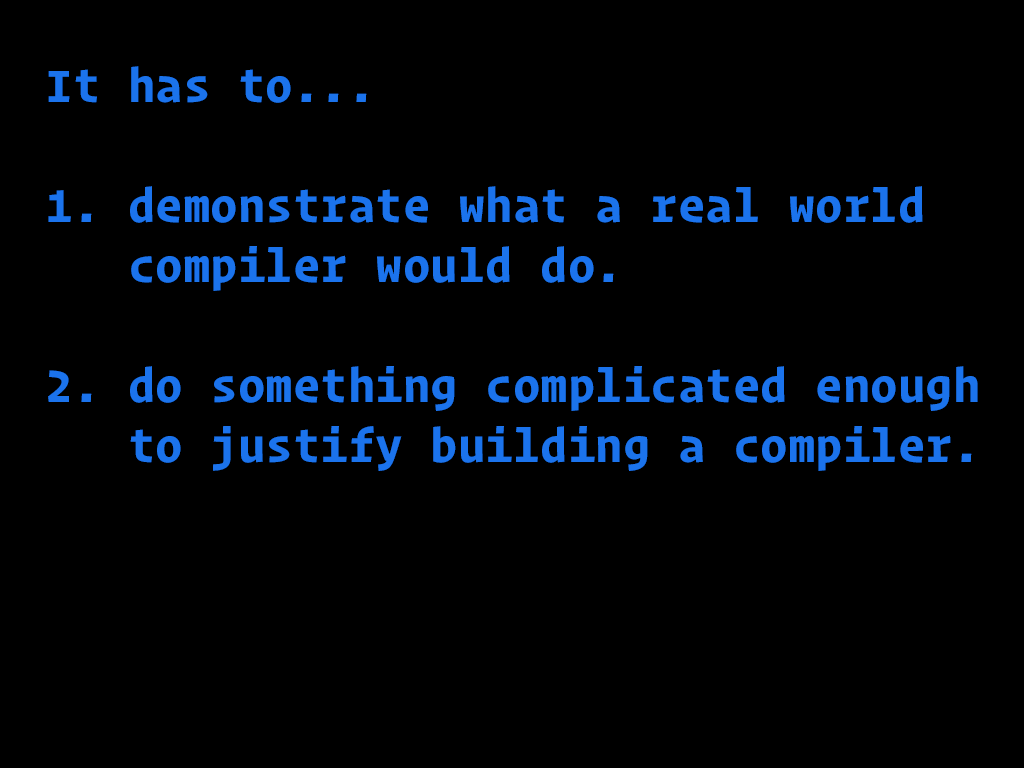 It has to...
1. demonstrate what a real world
compiler would do.
2. do something complicated enough
to justify building a compiler.